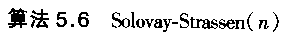 算法 5.6 Solovay-Strassen(n)